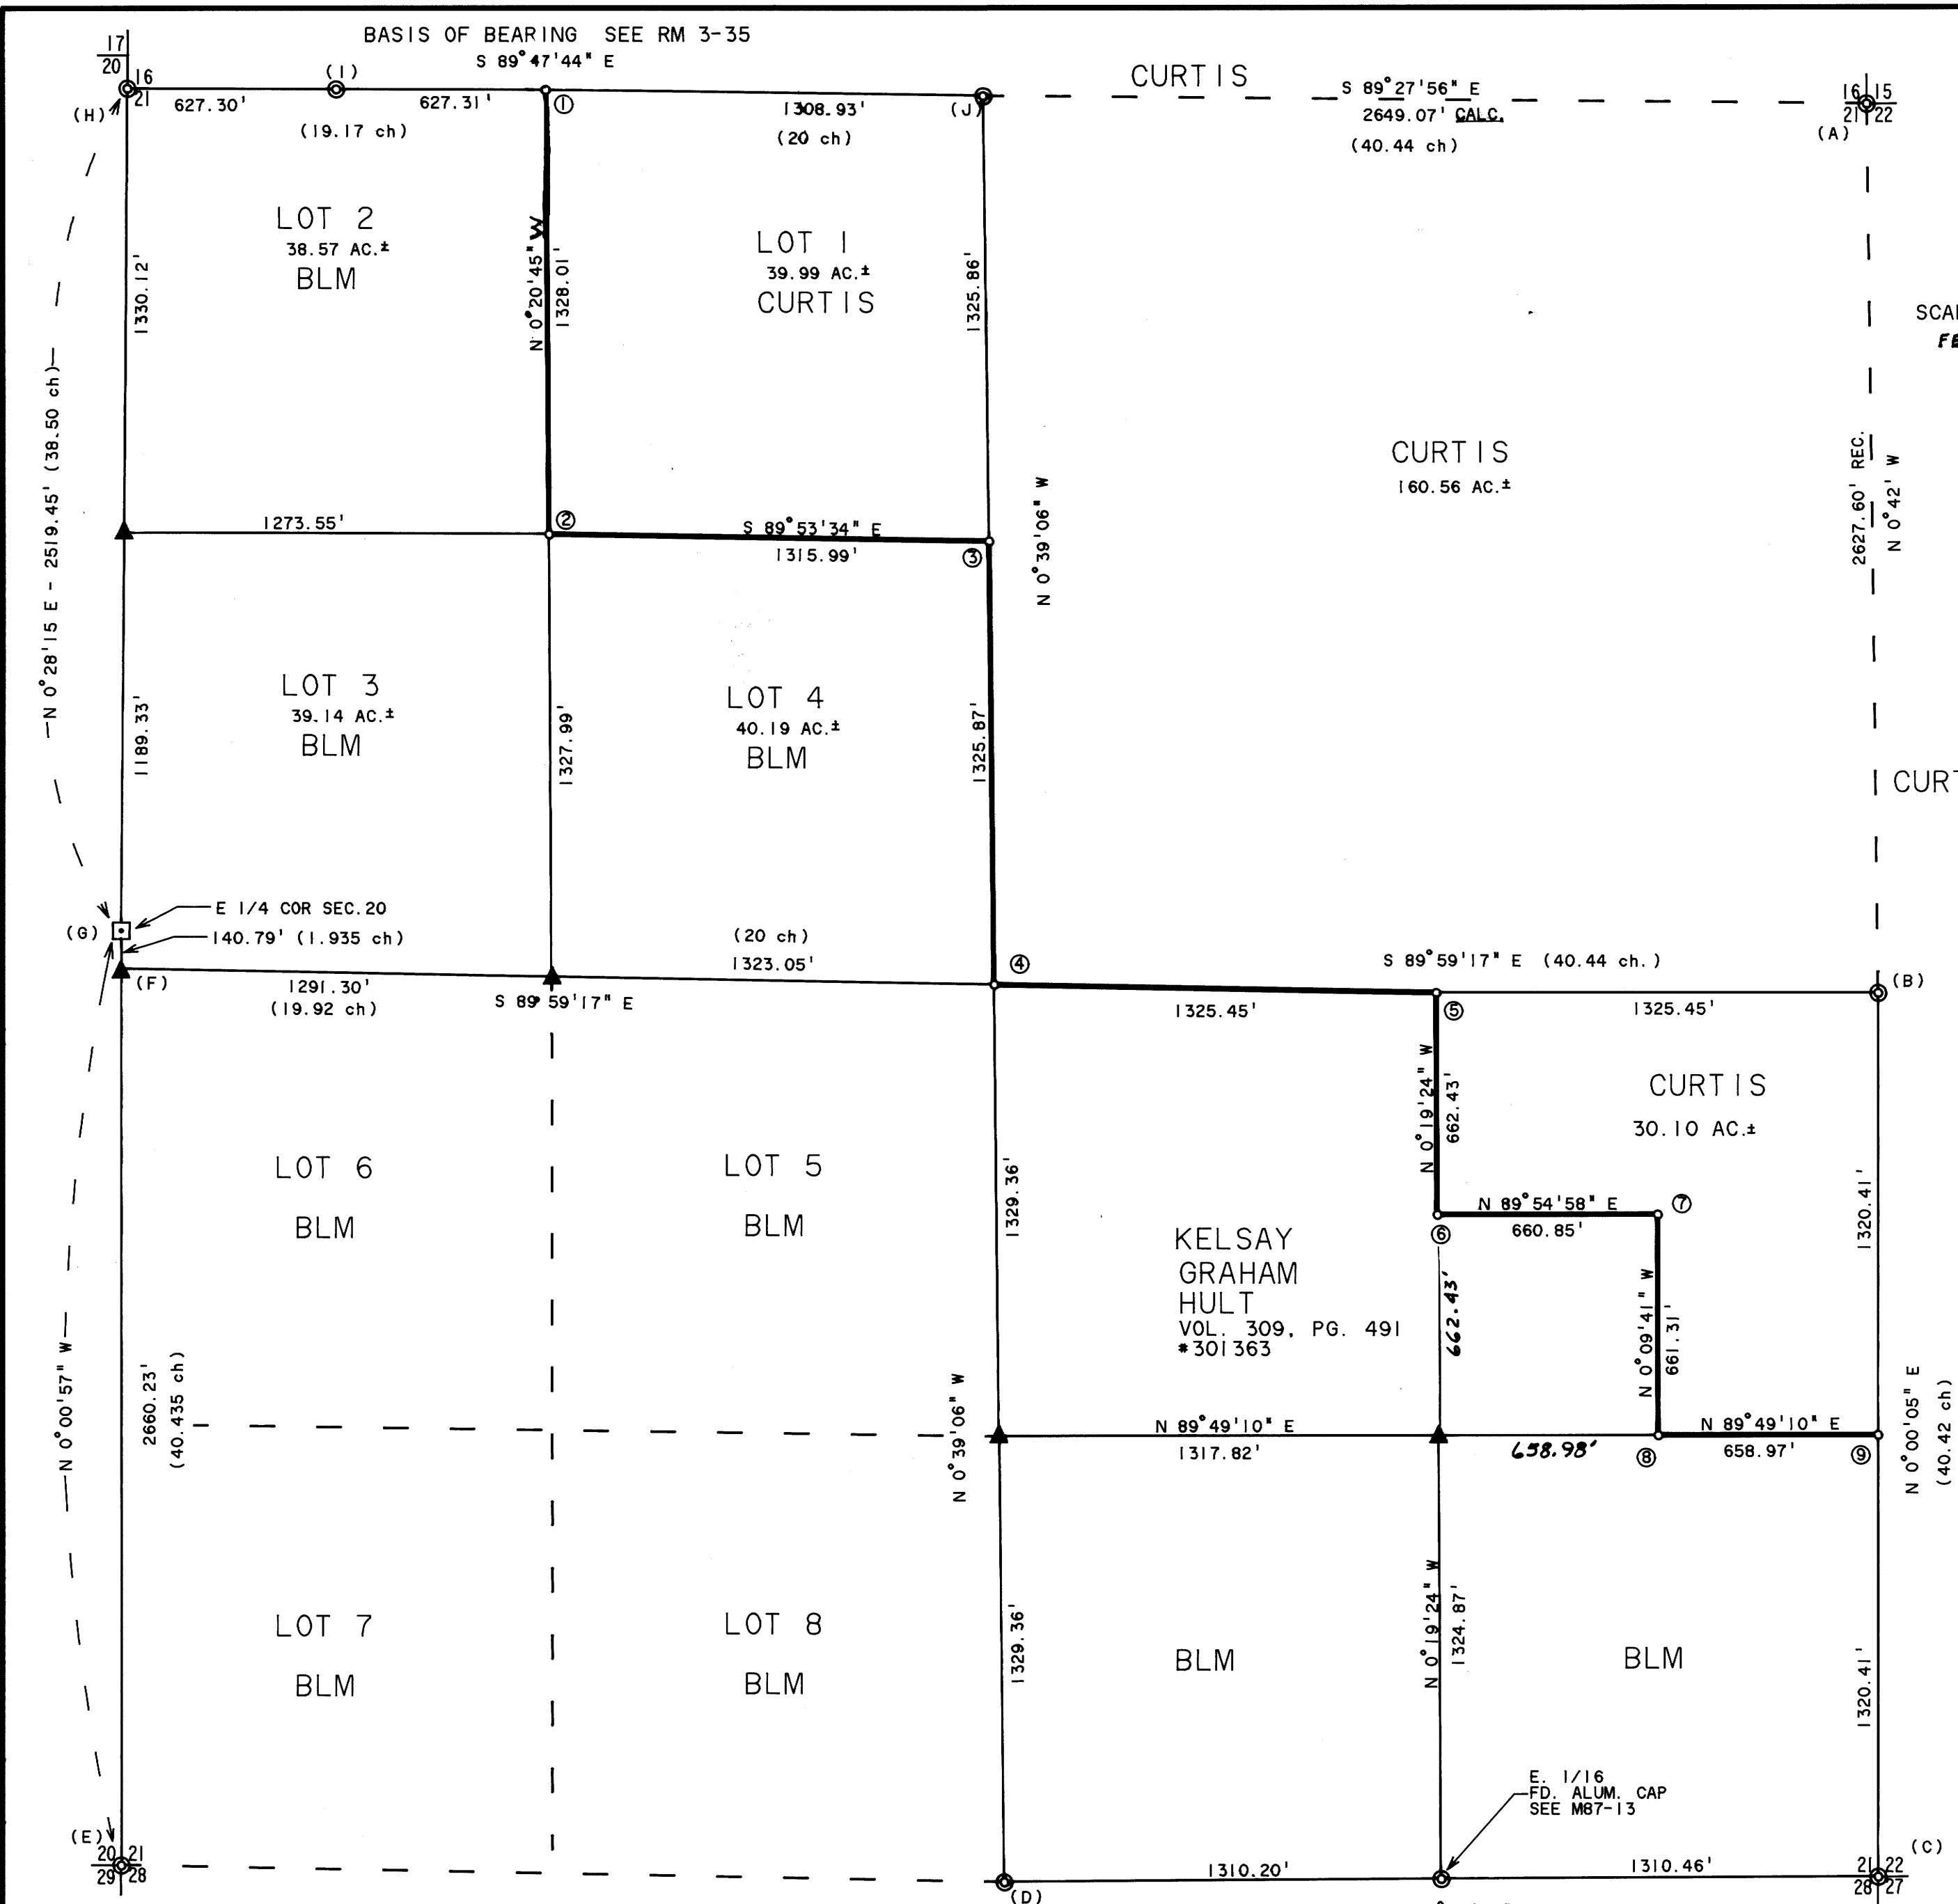 BASIS OF BEARING SEE RM 3-35
S 89°47'44" E
17
20
16
21
(H)
(I)
627.30'
627.31'
(19.17 ch)
①
1308.93'
(20 ch)
(J)
CURTIS
S 89°27'56" E
2649.07' CALC.
(40.44 ch)
16 15
21 22
(A)
LOT 2
38.57 AC.±
BLM
1330.12'
N 0°20'45" W
1328.01'
LOT 1
39.99 AC.±
CURTIS
1325.86'
SCAL
FE
N 0°28'15 E - 2519.45' (38.50 ch)
CURTIS
160.56 AC.±
2627.60' REC.
N 0°42' W
1273.55'
②
S 89°53'34" E
1315.99'
③
N 0°39'06" W
LOT 3
39.14 AC.±
BLM
1189.33'
1327.99'
LOT 4
40.19 AC.±
BLM
1325.87'
CURT
E 1/4 COR SEC.20
(G)
140.79' (1.935 ch)
(20 ch)
1323.05'
④
S 89°59'17" E (40.44 ch.)
(B)
(F)
1291.30'
(19.92 ch)
S 89°59'17" E
1325.45'
⑤
1325.45'
N 0°19'24" W
662.43'
CURTIS
30.10 AC.±
LOT 6
BLM
LOT 5
BLM
1329.36'
KELSAY
GRAHAM
HULT
VOL. 309, PG. 491
#301363
N 89°54'58" E
⑦
660.85'
⑥
1320.41'
662.43'
N 0°09'41" W
661.31'
N 0°00'57" W
2660.23'
(40.435 ch)
N 0°39'06" W
N 89°49'10" E
1317.82'
658.98'
⑧
N 89°49'10" E
658.97'
⑨
N 0°00'05" E
(40.42 ch)
LOT 7
BLM
LOT 8
BLM
1329.36'
BLM
N 0°19'24" W
1324.87'
BLM
1320.41'
E. 1/16
FD. ALUM. CAP
SEE M87-13
(E)
20 21
29 28
(D)
1310.20'
1310.46'
(C)
21 22
28 27